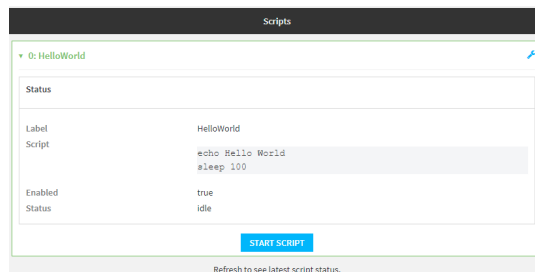 Scripts
0: HelloWorld
Status
Label HelloWorld
Script
echo Hello World
sleep 100
Enabled true
Status idle
START SCRIPT
Refresh to see latest script status.